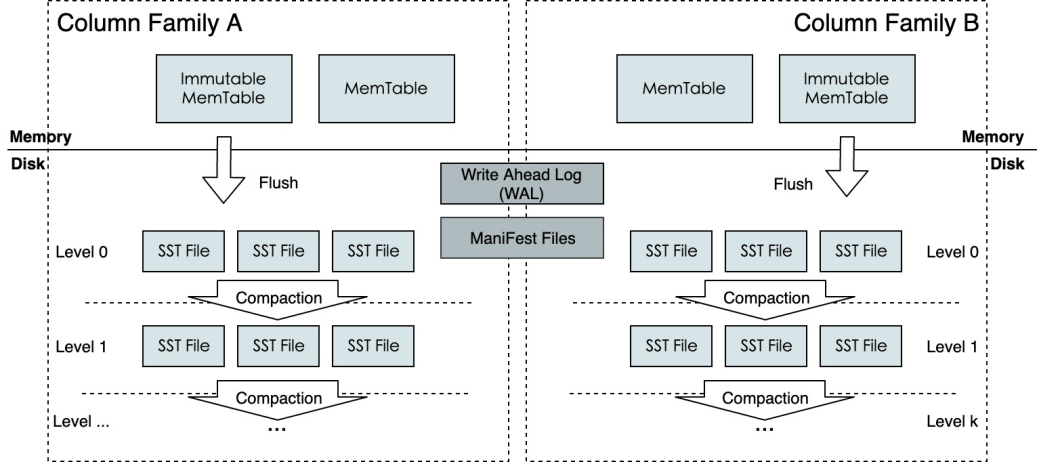 Column Family A
Column Family B
Immutable
MemTable
MemTable
MemTable
Immutable
MemTable
Memory
Memory
Disk
Disk
Flush
Write Ahead Log
(WAL)
Flush
ManiFest Files
Level 0
SST File
SST File
SST File
SST File
SST File
SST File
Level 0
Compaction
Compaction
Level 1
SST File
SST File
SST File
SST File
SST File
SST File
Level 1
Compaction
Compaction
Level ...
...
...
Level k